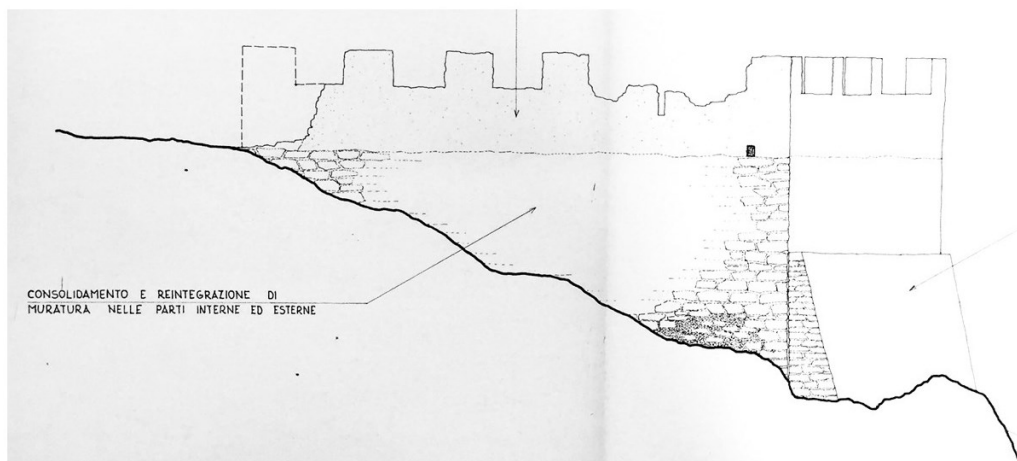 CONSOLIDAMENTO E REINTEGRAZIONE DI
MURATURA NELLE PARTI INTERNE ED ESTERNE